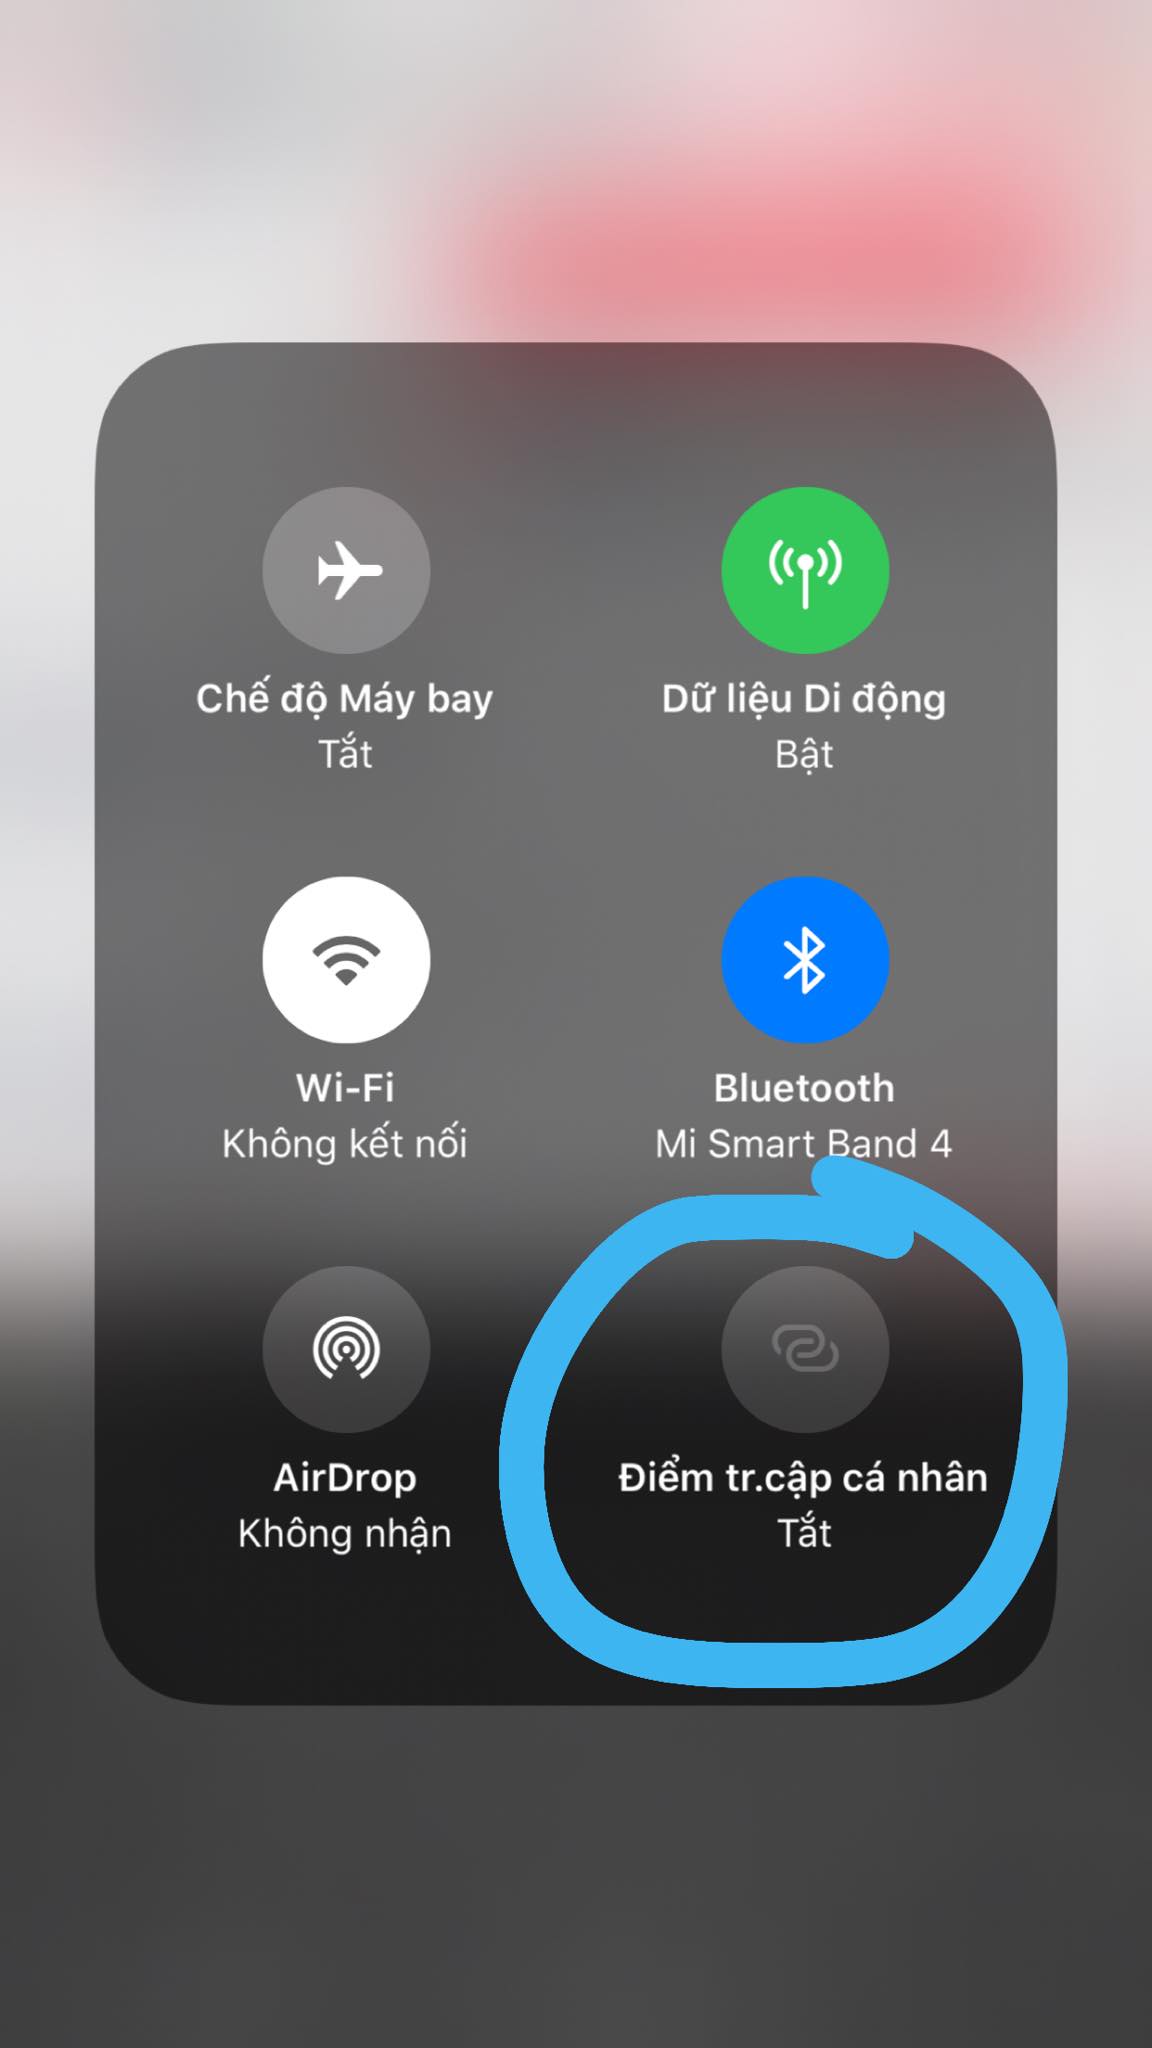 Chế độ Máy bay
Tắt
Dữ liệu Di động
Bật
Wi-Fi
Không kết nối
Bluetooth
Mi Smart Band 4
AirDrop
Không nhận
Điểm tr.cập cá nhân
Tắt